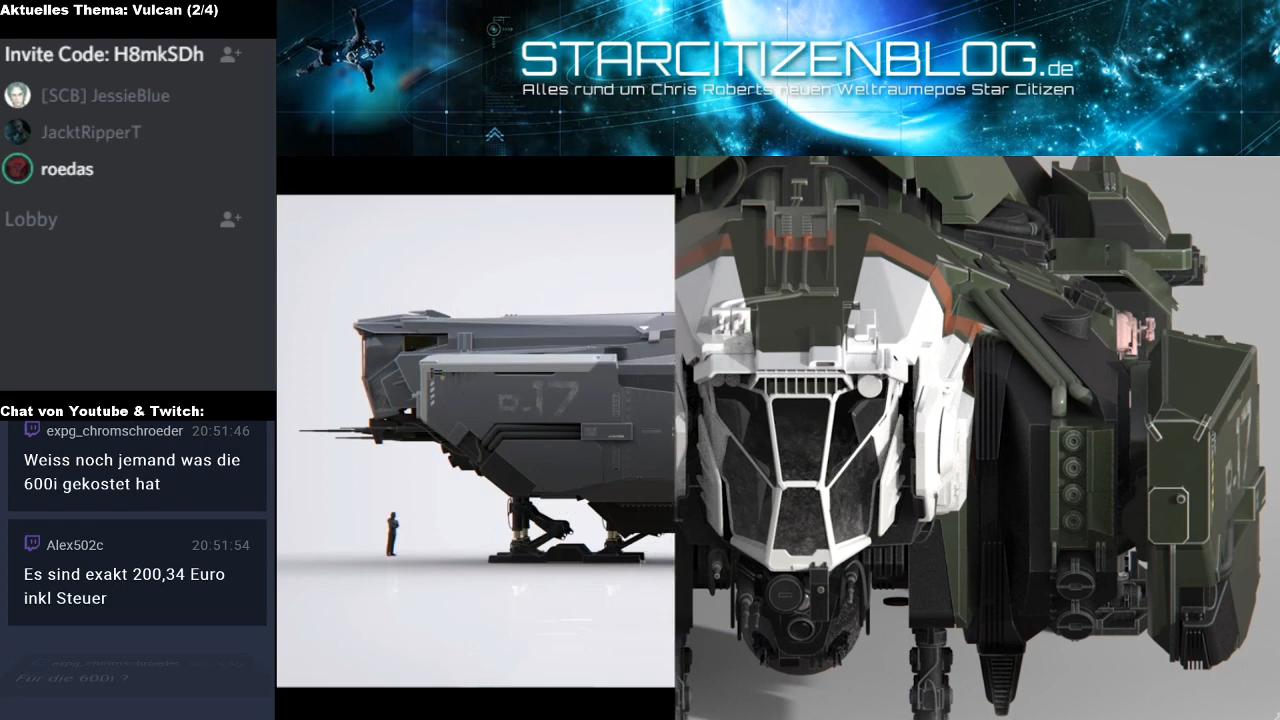 Aktuelles Thema: Vulcan (2/4)
Invite Code: H8mkSDh
[SCB] JessieBlue
JacktRipperT
roedas
Lobby
Chat von Youtube & Twitch:
expg_chromschroeder 20:51:46
Weiss noch jemand was die
600i gekostet hat
Alex502c 20:51:54
Es sind exakt 200,34 Euro
inkl Steuer
expg_chromschroeder
Für die 600i ?
STARCITIZENBLOG.de
Alles rund um Chris Roberts neuen Weltraumepos Star Citizen
P.17